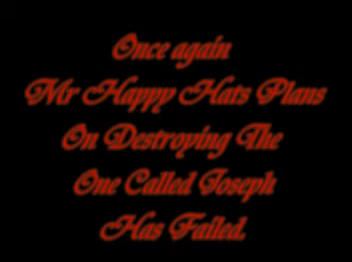 Once again
Mr Happy Hats Plans
On Destroying The
One Called Joseph
Has Failed.